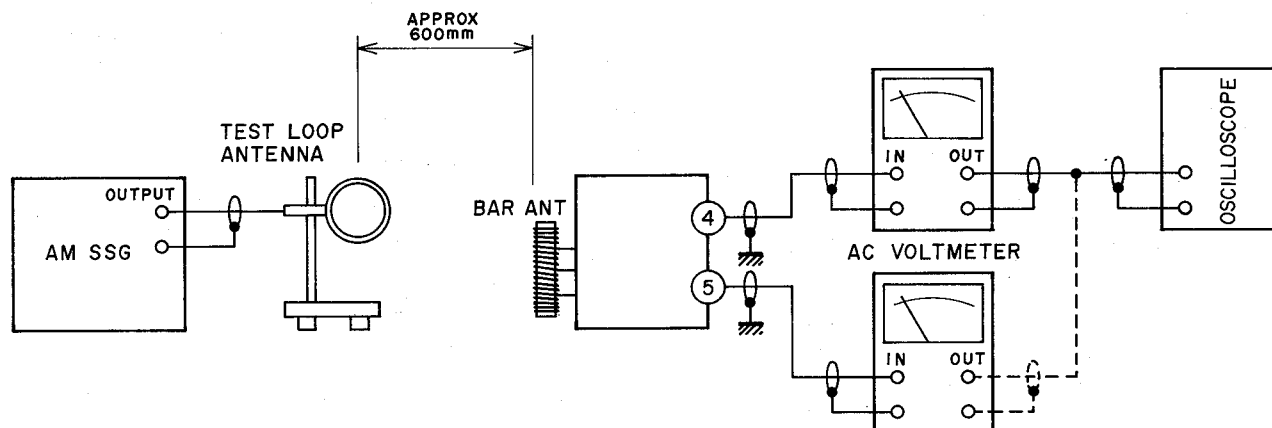 APPROX
600mm
TEST LOOP
ANTENNA
OUTPUT
AM SSG
BAR ANT
4
5
IN OUT
AC VOLTMETER
IN OUT
OSCILLOSCOPE